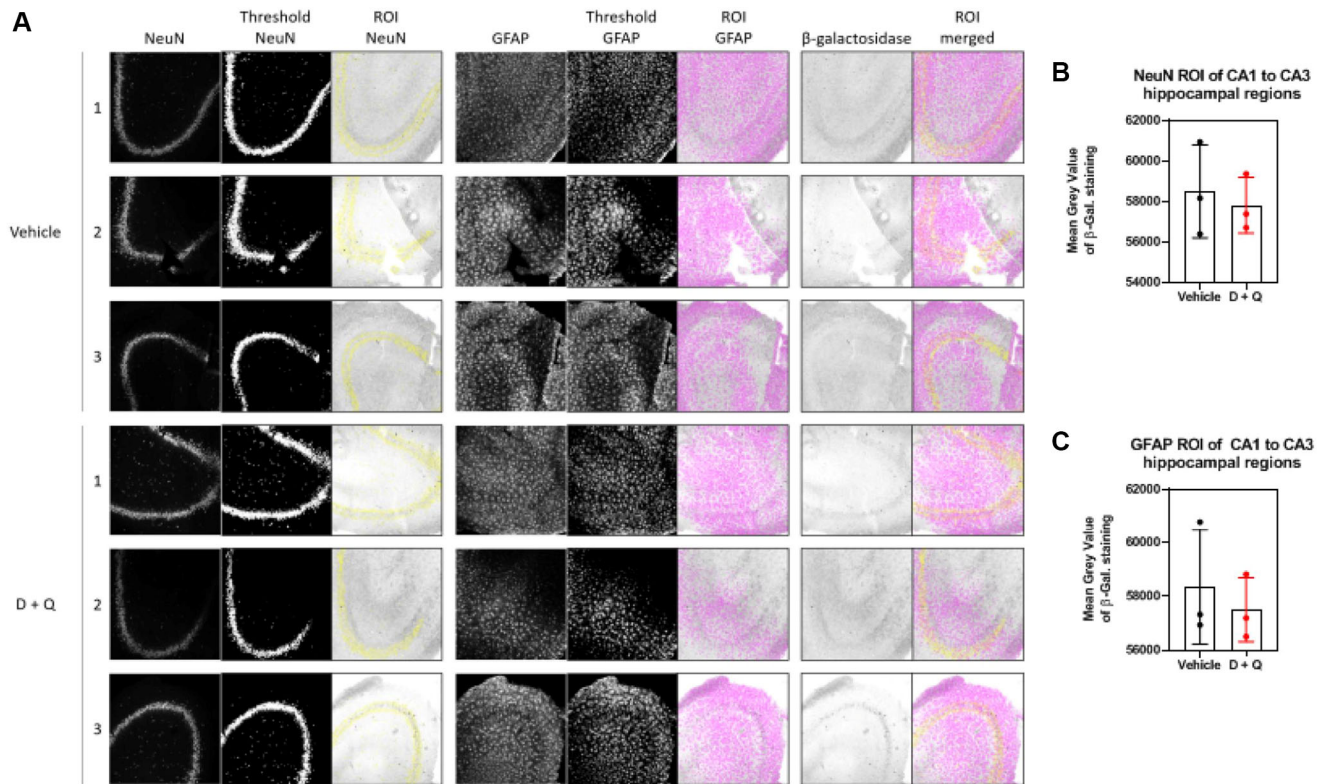 A
NeuN
Threshold
NeuN
ROI
NeuN
GFAP
Threshold
GFAP
ROI
GFAP
β-galactosidase
ROI
merged
Vehicle
1
2
3
D + Q
1
2
3
B
NeuN ROI of CA1 to CA3
hippocampal regions
Mean Grey Value
of β-Gal. staining
62000
60000
58000
56000
54000
Vehicle
D + Q
C
GFAP ROI of CA1 to CA3
hippocampal regions
Mean Grey Value
of β-Gal. staining
62000
60000
58000
56000
Vehicle
D + Q